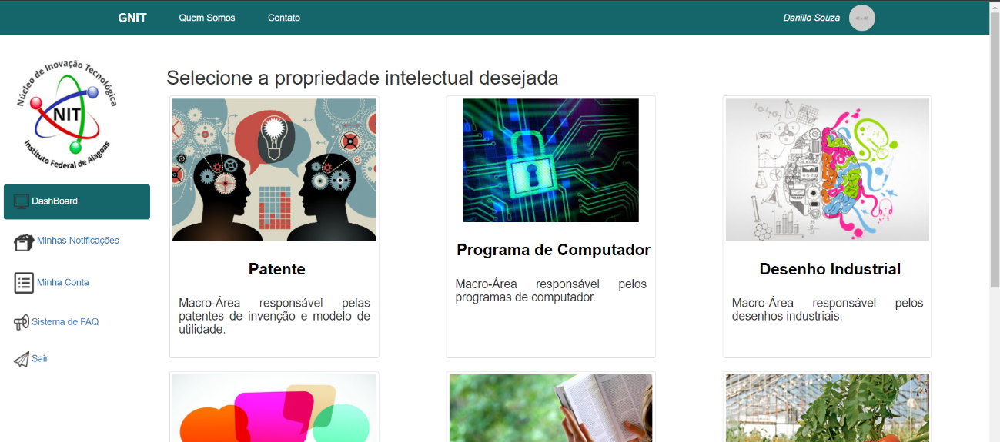 GNIT
Quem Somos
Contato
Danillo Souza
Núcleo de Inovação Tecnológica
NIT
Instituto Federal de Alagoas
DashBoard
Minhas Notificações
Minha Conta
Sistema de FAQ
Sair
Selecione a propriedade intelectual desejada
Patente
Macro-Área responsável pelas
patentes de invenção e modelo de
utilidade.
Programa de Computador
Macro-Área responsável pelos
programas de computador.
Desenho Industrial
Macro-Área responsável pelos
desenhos industriais.